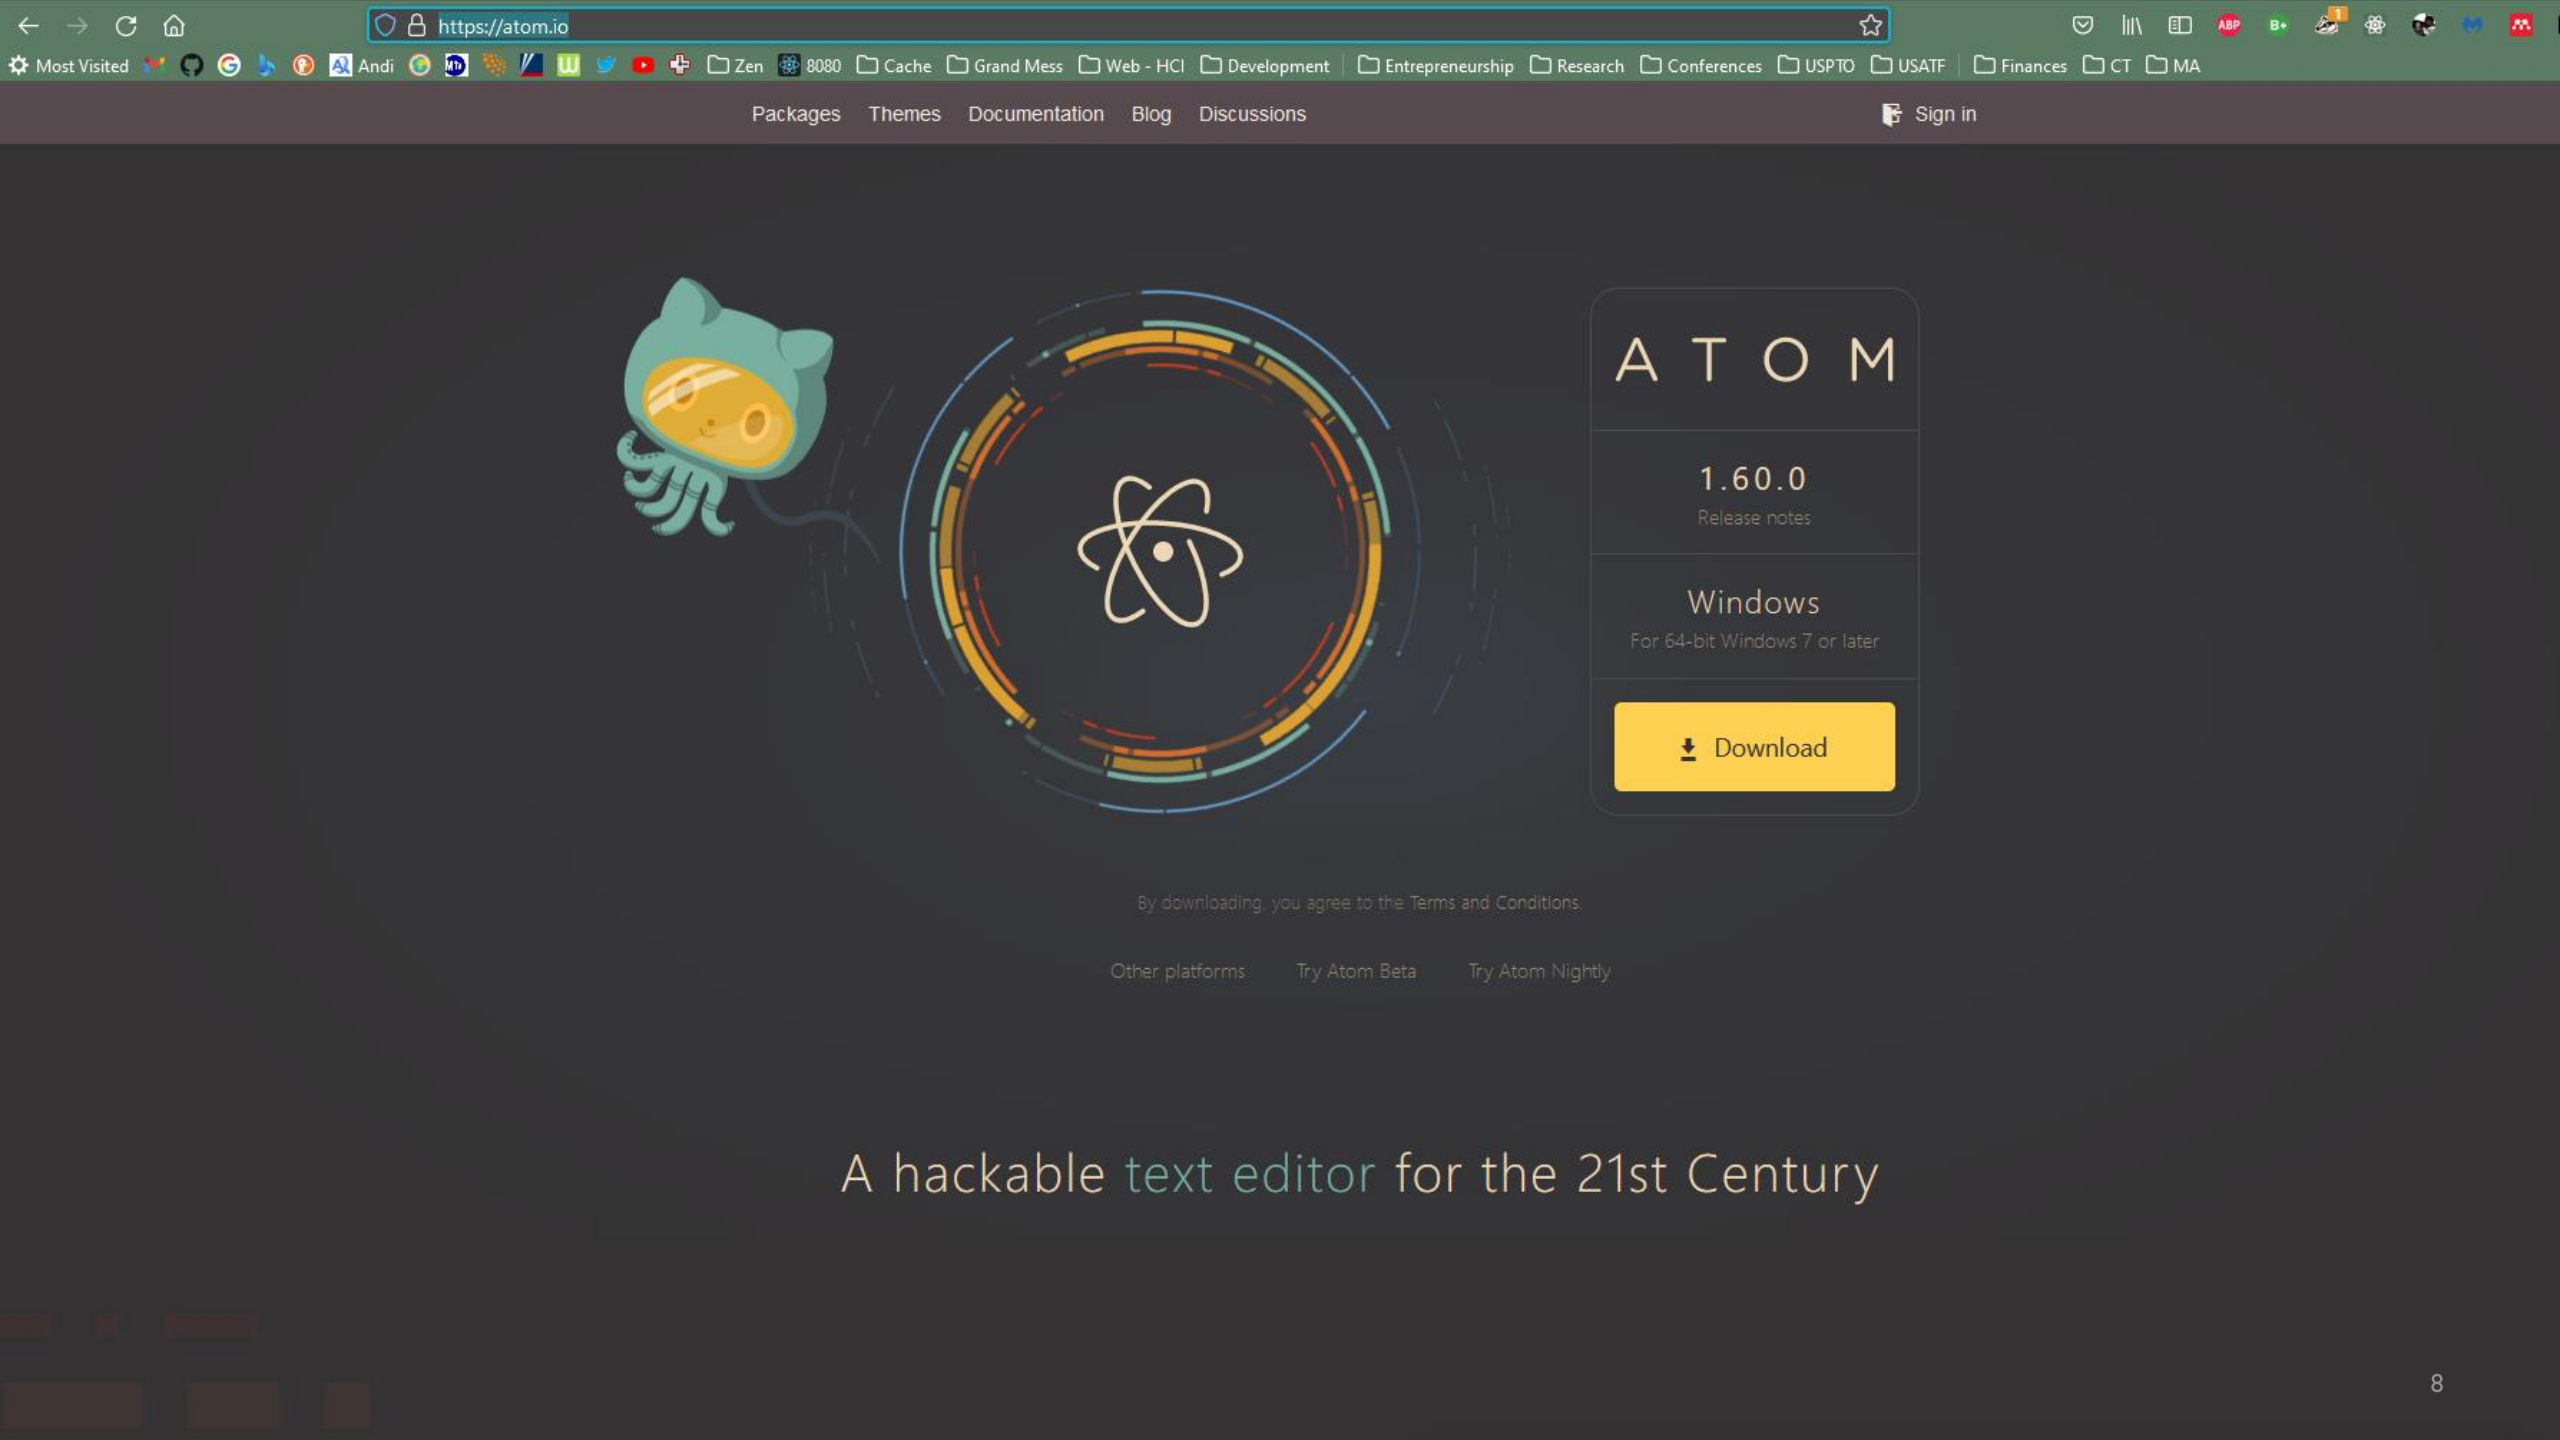 https://atom.io
Most Visited Andi Zen 8080 Cache Grand Mess Web - HCI Development Entrepreneurship Research Conferences USPTO USATF Finances CT MA
ABP B+ 1
Packages Themes Documentation Blog Discussions Sign in
ATOM
1.60.0
Release notes
Windows
For 64-bit Windows 7 or later
Download
By downloading, you agree to the Terms and Conditions.
Other platforms Try Atom Beta Try Atom Nightly
A hackable text editor for the 21st Century
8